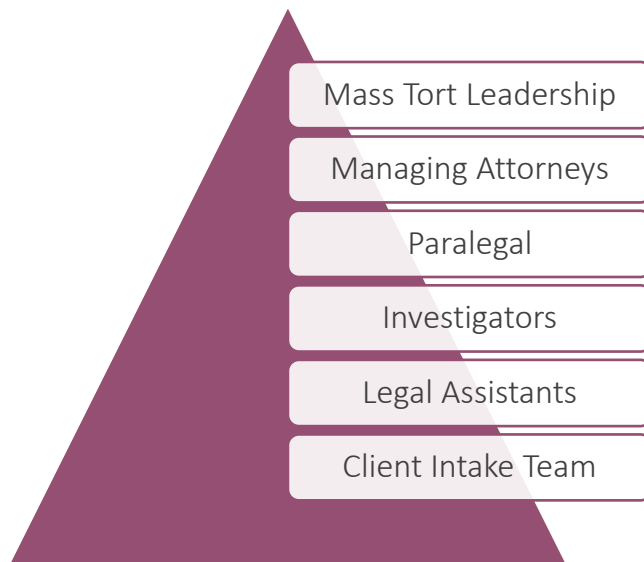 Mass Tort Leadership
Managing Attorneys
Paralegal
Investigators
Legal Assistants
Client Intake Team